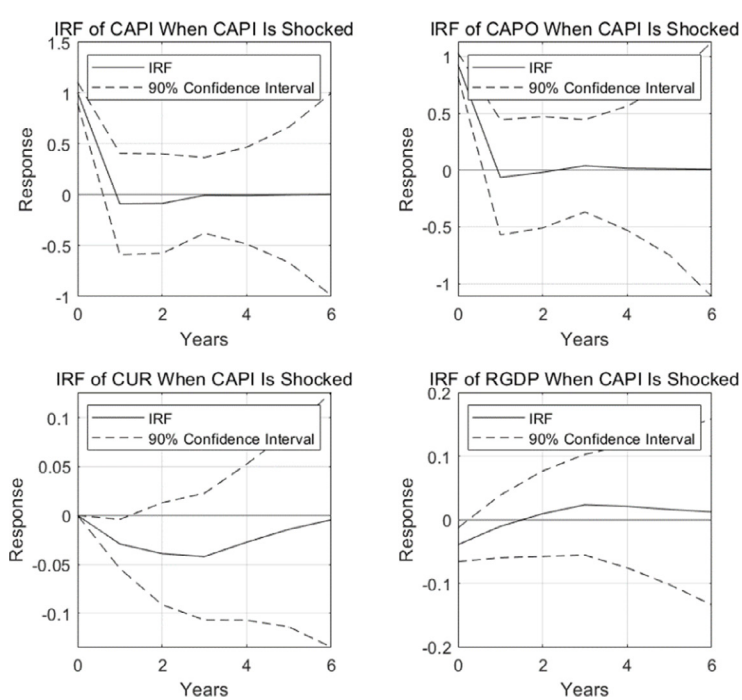 IRF of CAPI When CAPI Is Shocked
1.5
1
0.5
0
-0.5
-1
Response
IRF
90% Confidence Interval
0
2
4
6
Years
IRF of CAPO When CAPI Is Shocked
1
0.5
0
-0.5
-1
Response
IRF
90% Confidence Interval
0
2
4
6
Years
IRF of CUR When CAPI Is Shocked
0.1
0.05
0
-0.05
-0.1
Response
IRF
90% Confidence Interval
0
2
4
6
Years
IRF of RGDP When CAPI Is Shocked
0.2
0.1
0
-0.1
-0.2
Response
IRF
90% Confidence Interval
0
2
4
6
Years